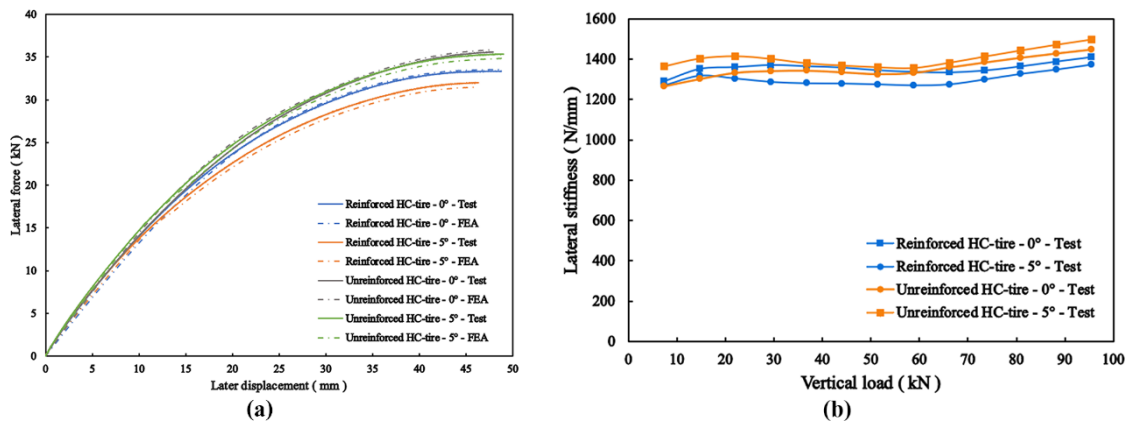 40
35
30
25
20
15
10
5
0
Lateral force ( kN )
Reinforced HC-tire - 0° - Test
Reinforced HC-tire - 0° - FEA
Reinforced HC-tire - 5° - Test
Reinforced HC-tire - 5° - FEA
Unreinforced HC-tire - 0° - Test
Unreinforced HC-tire - 0° - FEA
Unreinforced HC-tire - 5° - Test
Unreinforced HC-tire - 5° - FEA
0 5 10 15 20 25 30 35 40 45 50
Later displacement ( mm )
(a)
1600
1400
1200
1000
800
600
400
200
0
Lateral stiffness ( N/mm )
Reinforced HC-tire - 0° - Test
Reinforced HC-tire - 5° - Test
Unreinforced HC-tire - 0° - Test
Unreinforced HC-tire - 5° - Test
0 10 20 30 40 50 60 70 80 90 100
Vertical load ( kN )
(b)